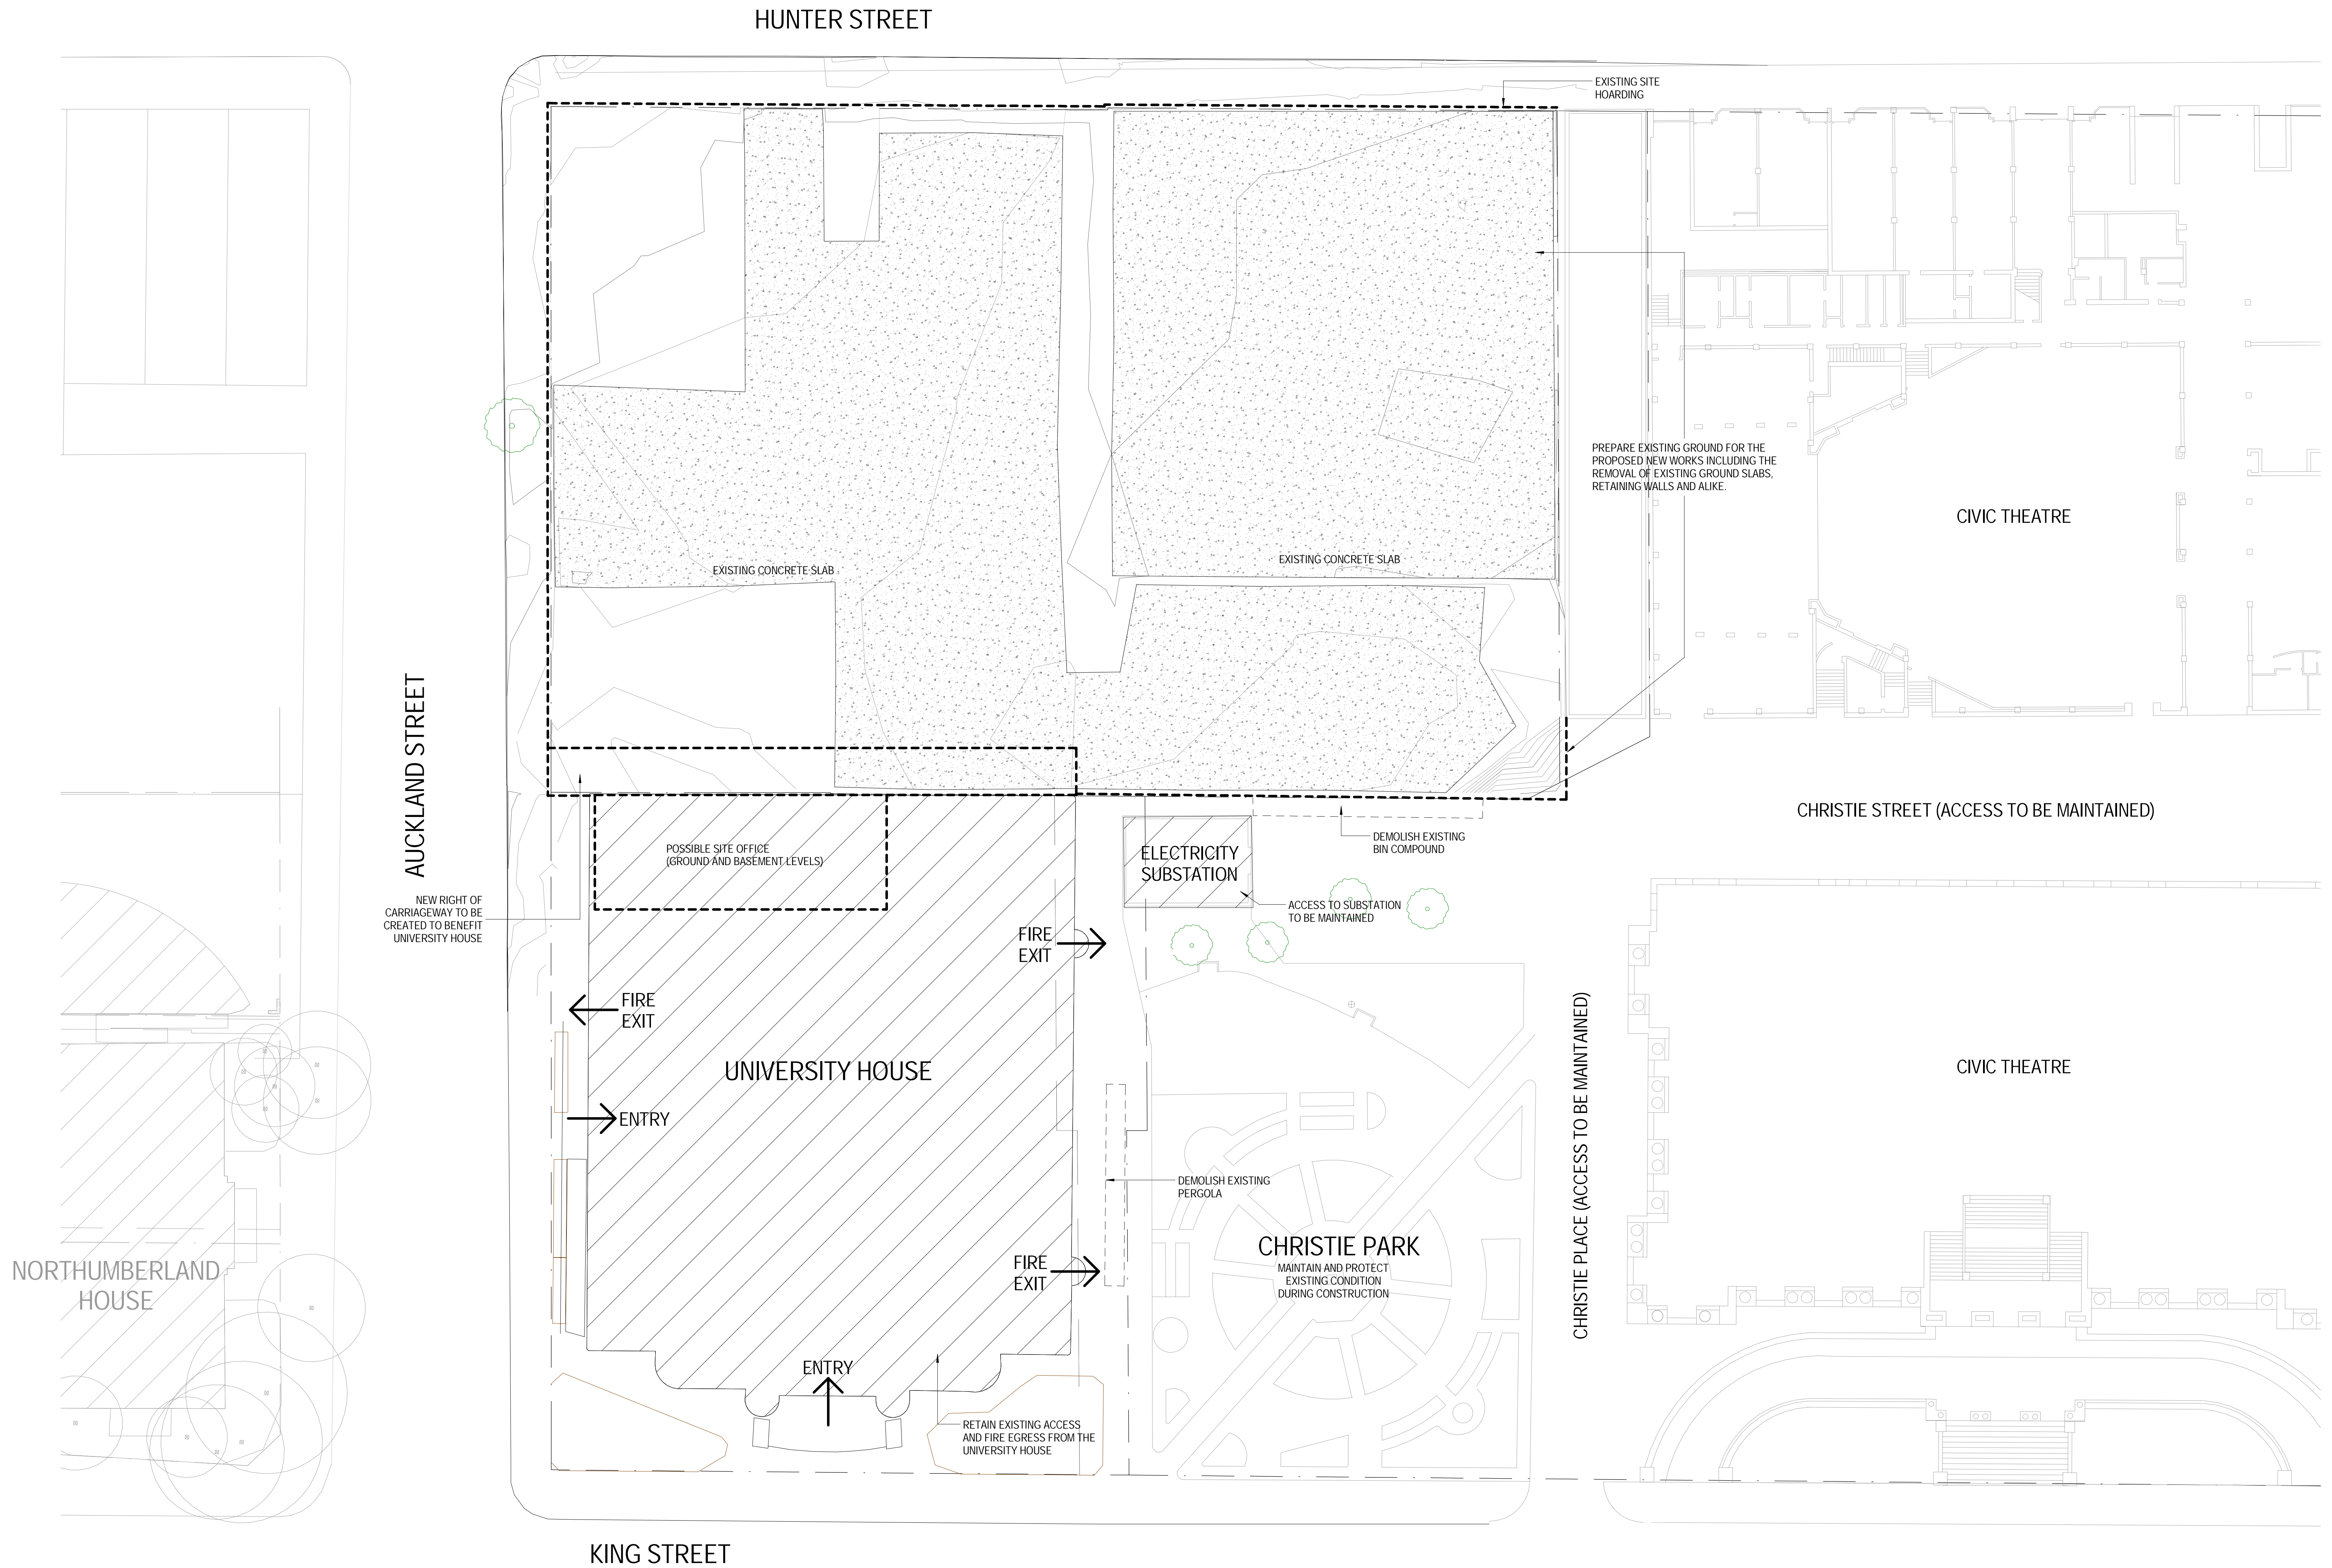 HUNTER STREET
EXISTING SITE
HOARDING
PREPARE EXISTING GROUND FOR THE
PROPOSED NEW WORKS INCLUDING THE
REMOVAL OF EXISTING GROUND SLABS,
RETAINING WALLS AND ALIKE.
CIVIC THEATRE
EXISTING CONCRETE SLAB
EXISTING CONCRETE SLAB
AUCKLAND STREET
CHRISTIE STREET (ACCESS TO BE MAINTAINED)
POSSIBLE SITE OFFICE
(GROUND AND BASEMENT LEVELS)
ELECTRICITY
SUBSTATION
DEMOLISH EXISTING
BIN COMPOUND
NEW RIGHT OF
CARRIAGEWAY TO BE
CREATED TO BENEFIT
UNIVERSITY HOUSE
ACCESS TO SUBSTATION
TO BE MAINTAINED
FIRE
EXIT
FIRE
EXIT
UNIVERSITY HOUSE
ENTRY
CHRISTIE PLACE (ACCESS TO BE MAINTAINED)
CIVIC THEATRE
DEMOLISH EXISTING
PERGOLA
CHRISTIE PARK
MAINTAIN AND PROTECT
EXISTING CONDITION
DURING CONSTRUCTION
FIRE
EXIT
NORTHUMBERLAND
HOUSE
ENTRY
RETAIN EXISTING ACCESS
AND FIRE EGRESS FROM THE
UNIVERSITY HOUSE
KING STREET